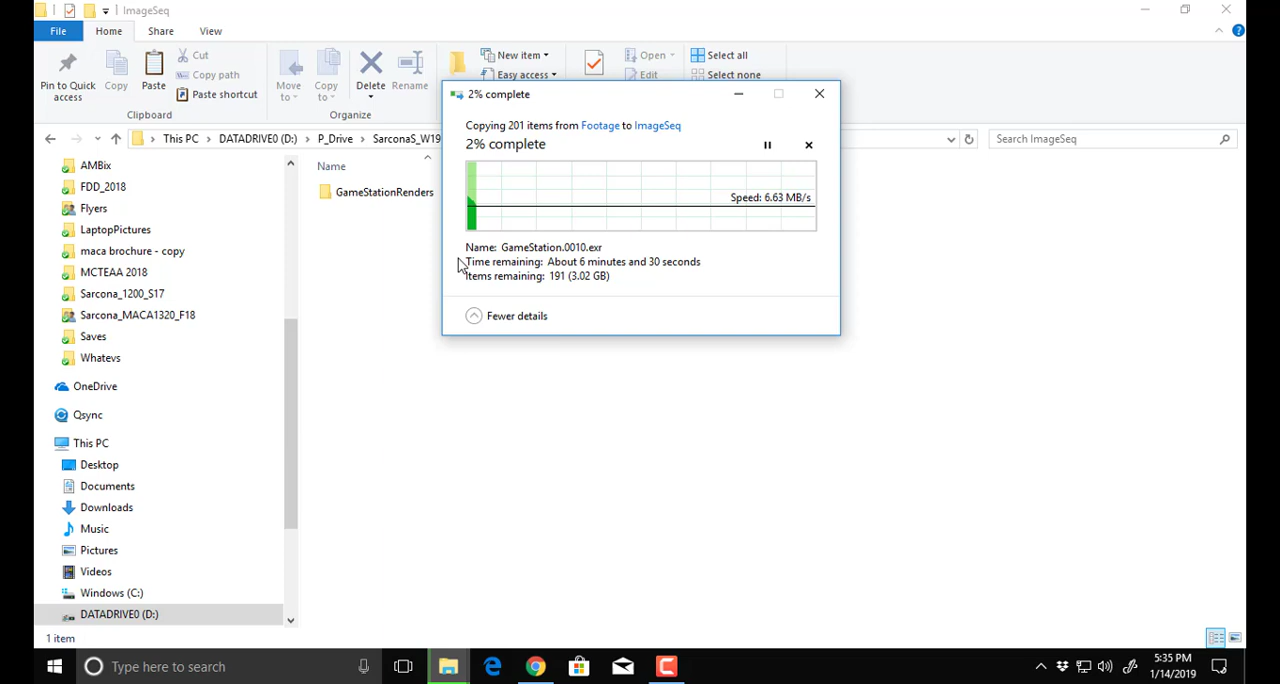 ImageSeq
File Home Share View
Pin to Quick access
Copy
Paste
Cut
Copy path
Paste shortcut
Clipboard
Move to
Copy to
Delete
Rename
Organize
New item
Easy access
Open
Edit
Select all
Select none
This PC DATADRIVE0 (D:) P_Drive SarconaS_W19
Search ImageSeq
AMBix
FDD_2018
Flyers
LaptopPictures
maca brochure - copy
MCTEAA 2018
Sarcona_1200_S17
Sarcona_MACA1320_F18
Saves
Whatevs
OneDrive
Qsync
This PC
Desktop
Documents
Downloads
Music
Pictures
Videos
Windows (C:)
DATADRIVE0 (D:)
Name
GameStationRenders
2% complete
Copying 201 items from Footage to ImageSeq
2% complete
Speed: 6.63 MB/s
Name: GameStation.0010.exr
Time remaining: About 6 minutes and 30 seconds
Items remaining: 191 (3.02 GB)
Fewer details
1 item
Type here to search
5:35 PM
1/14/2019